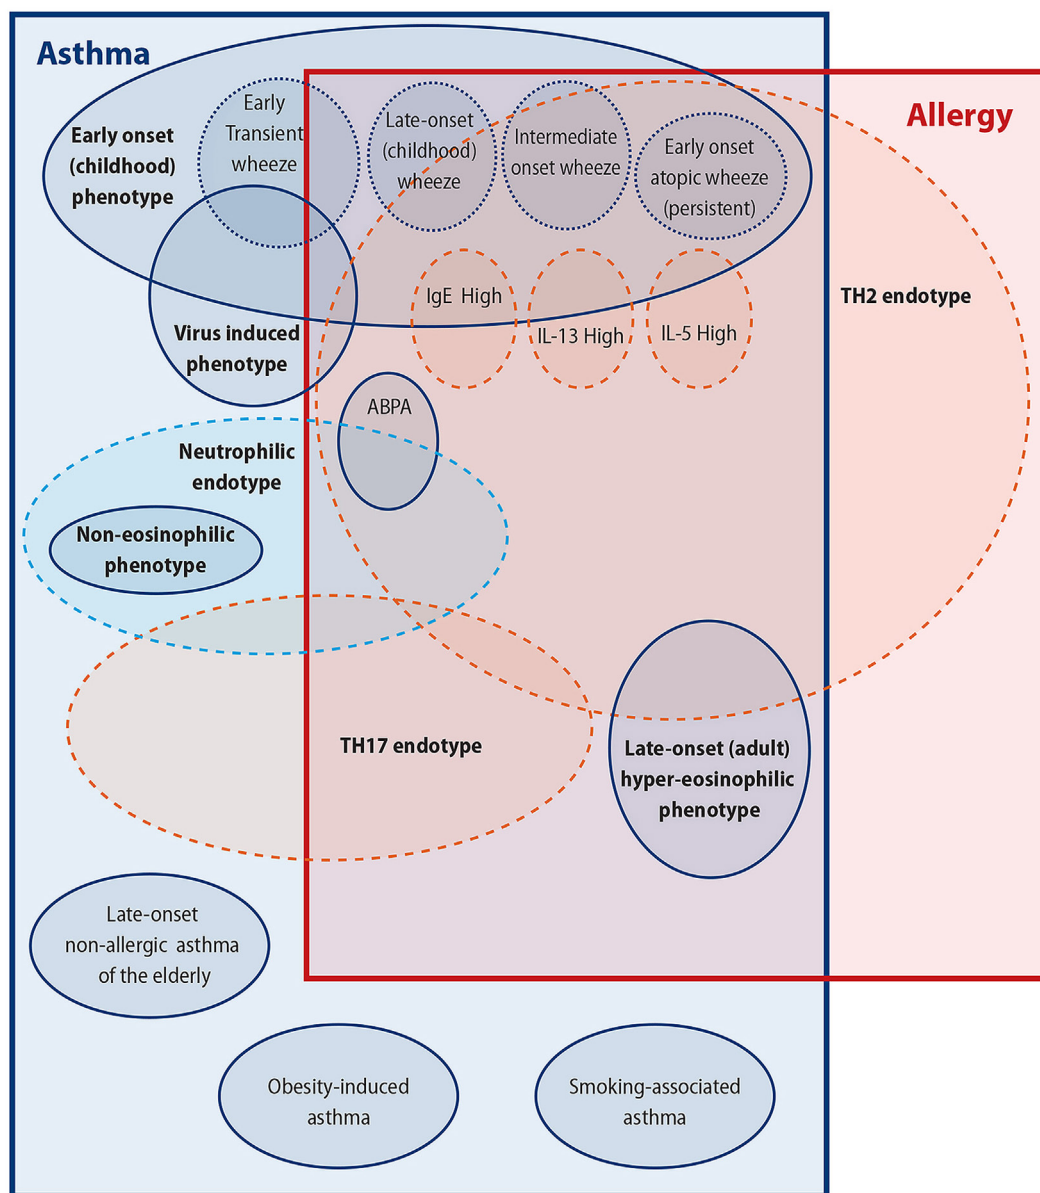 Asthma
Allergy
Early onset
(childhood)
phenotype
Early
Transient
wheeze
Late-onset
(childhood)
wheeze
Intermediate
onset wheeze
Early onset
atopic wheeze
(persistent)
IgE High
IL-13 High
IL-5 High
TH2 endotype
Virus induced
phenotype
ABPA
Neutrophilic
endotype
Non-eosinophilic
phenotype
TH17 endotype
Late-onset (adult)
hyper-eosinophilic
phenotype
Late-onset
non-allergic asthma
of the elderly
Obesity-induced
asthma
Smoking-associated
asthma